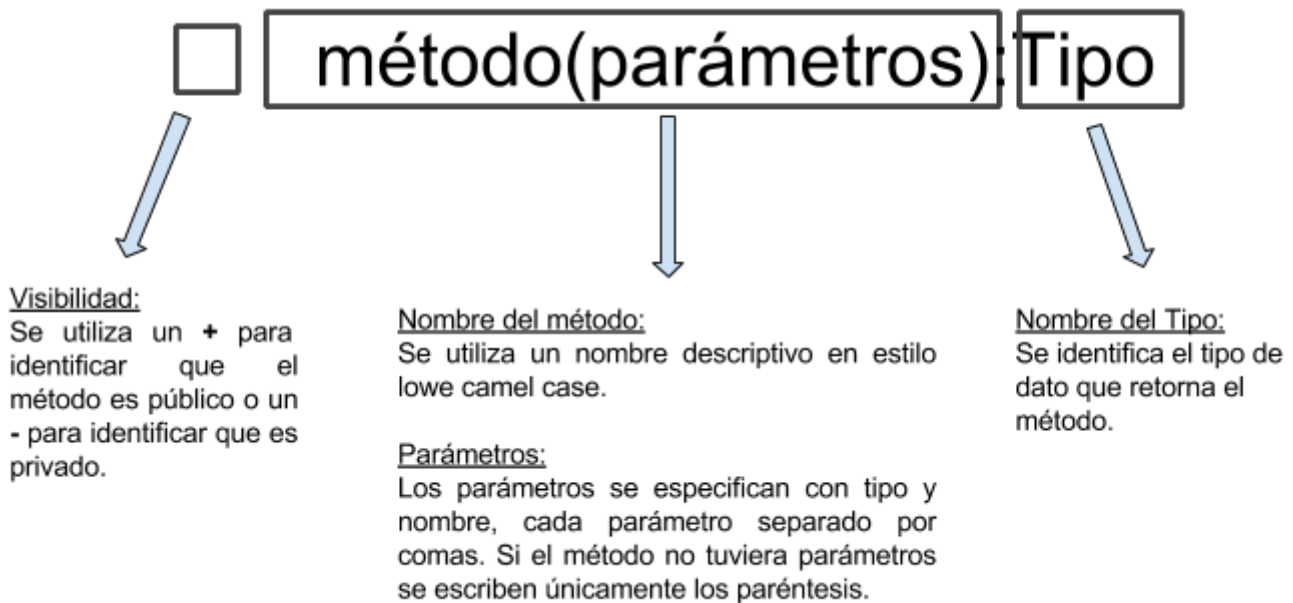 método(parámetros):Tipo
Visibilidad:
Se utiliza un + para
identificar que el
método es público o un
- para identificar que es
privado.
Nombre del método:
Se utiliza un nombre descriptivo en estilo
lowe camel case.
Parámetros:
Los parámetros se especifican con tipo y
nombre, cada parámetro separado por
comas. Si el método no tuviera parámetros
se escriben únicamente los paréntesis.
Nombre del Tipo:
Se identifica el tipo de
dato que retorna el
método.